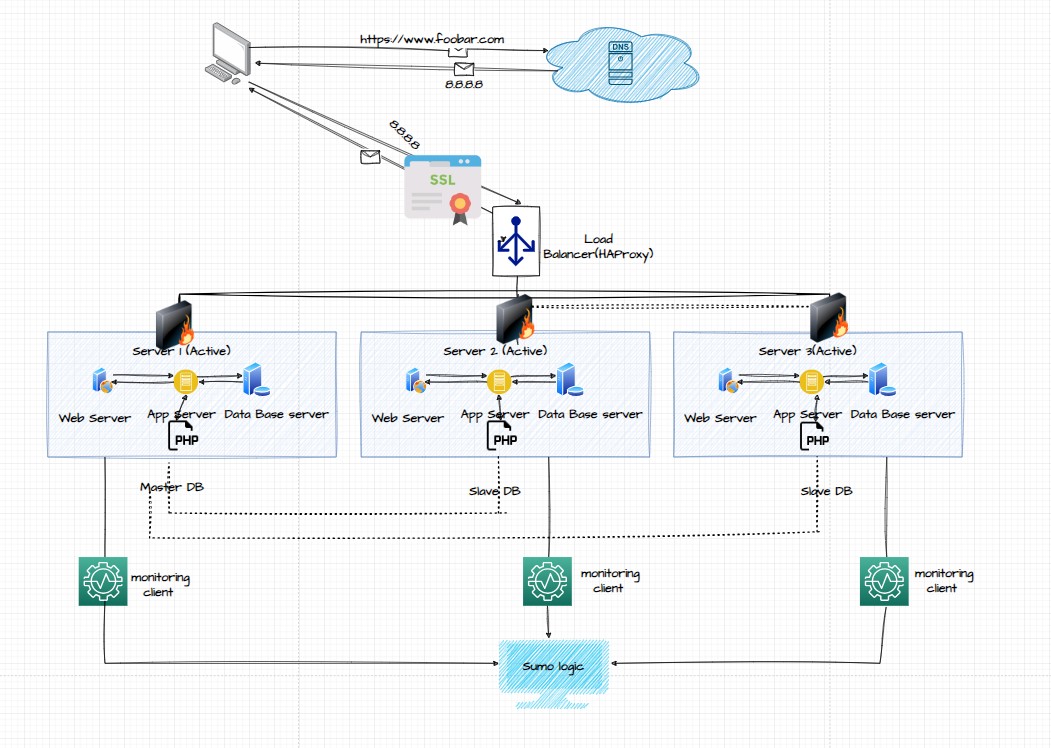 https://www.foobar.com
DNS
8.8.8.8
8.8.8.8
SSL
Load
Balancer(HAProxy)
Server 1 (Active)
Server 2 (Active)
Server 3(Active)
Web Server
App Server
Data Base server
Web Server
App Server
Data Base server
Web Server
App Server
Data Base server
PHP
PHP
PHP
Master DB
Slave DB
Slave DB
monitoring
client
monitoring
client
monitoring
client
Sumo logic